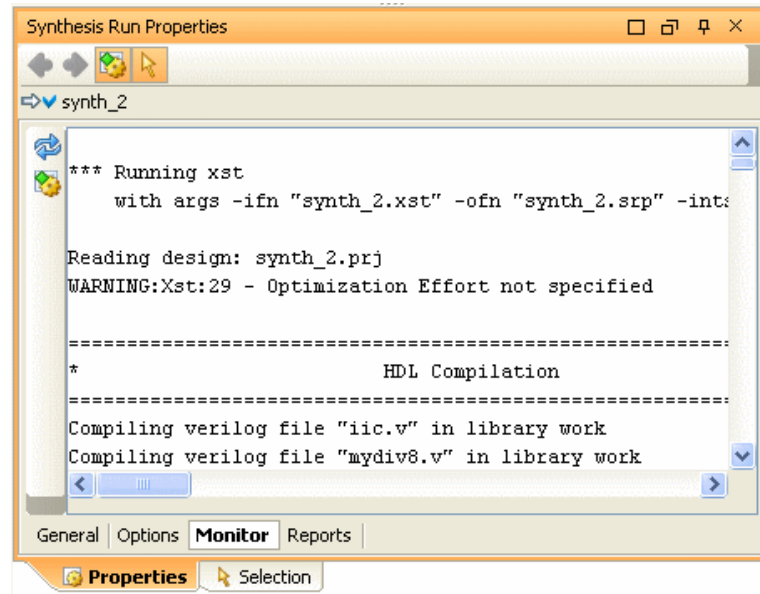 Synthesis Run Properties
synth_2
*** Running xst
with args -ifn "synth_2.xst" -ofn "synth_2.srp" -ints
Reading design: synth_2.prj
WARNING:Xst:29 - Optimization Effort not specified
=========================================================
* HDL Compilation
=========================================================
Compiling verilog file "iic.v" in library work
Compiling verilog file "mydiv8.v" in library work
General Options Monitor Reports
Properties Selection